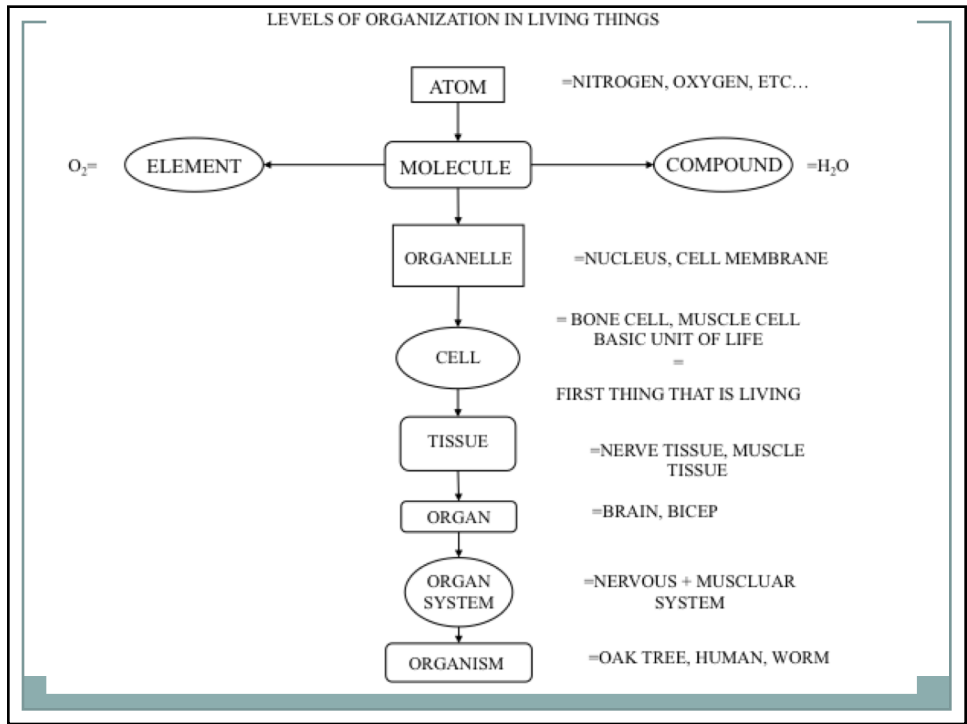 LEVELS OF ORGANIZATION IN LIVING THINGS
ATOM
=NITROGEN, OXYGEN, ETC…
O₂=
ELEMENT
MOLECULE
COMPOUND
=H₂O
ORGANELLE
=NUCLEUS, CELL MEMBRANE
CELL
= BONE CELL, MUSCLE CELL
BASIC UNIT OF LIFE
=
FIRST THING THAT IS LIVING
TISSUE
=NERVE TISSUE, MUSCLE
TISSUE
ORGAN
=BRAIN, BICEP
ORGAN
SYSTEM
=NERVOUS + MUSCLUAR
SYSTEM
ORGANISM
=OAK TREE, HUMAN, WORM